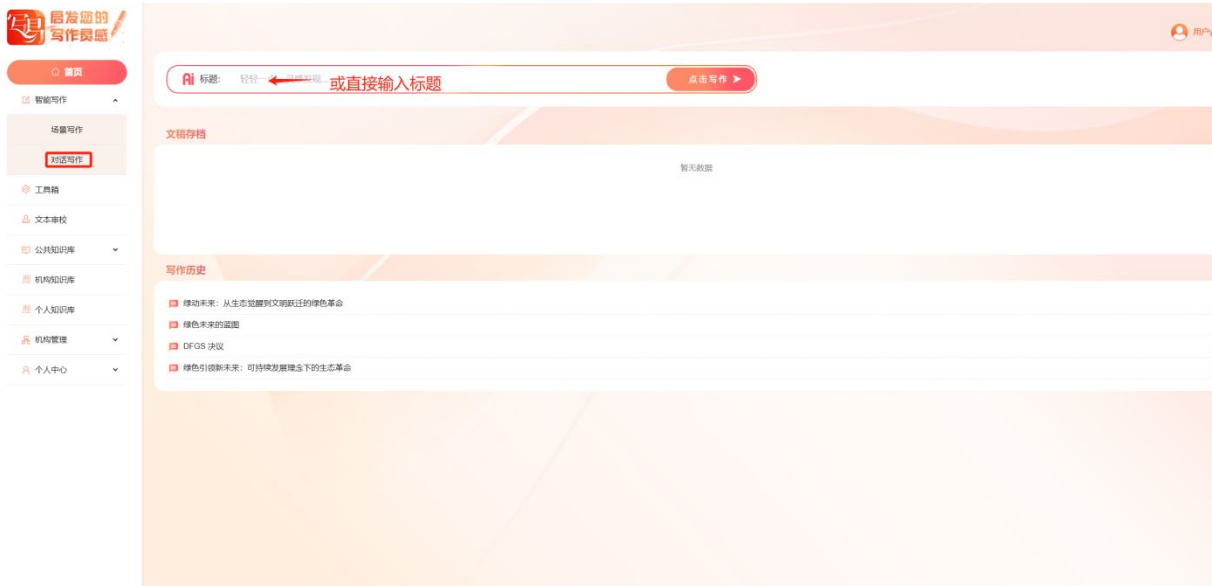 启发您的
写作灵感
用户
首页
Ai 标题:
轻轻一
或直接输入标题
点击写作
智能写作
场景写作
文稿存档
对话写作
暂无数据
工具箱
文本审校
公共知识库
写作历史
机构知识库
绿动未来：从生态觉醒到文明跃迁的绿色革命
个人知识库
绿色未来的蓝图
机构管理
DFGS 决议
个人中心
绿色引领新未来：可持续发展理念下的生态革命